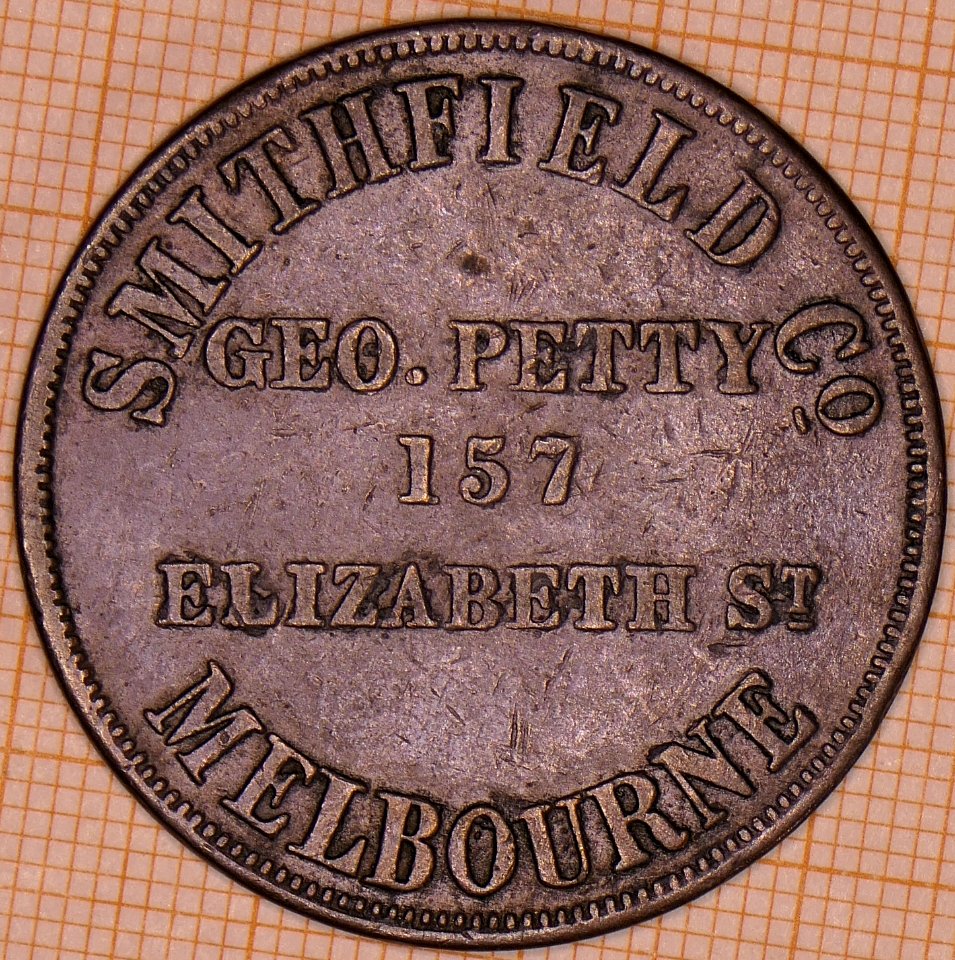 SMITHFIELD CO.
GEO. PETTY
157
ELIZABETH ST
MELBOURNE